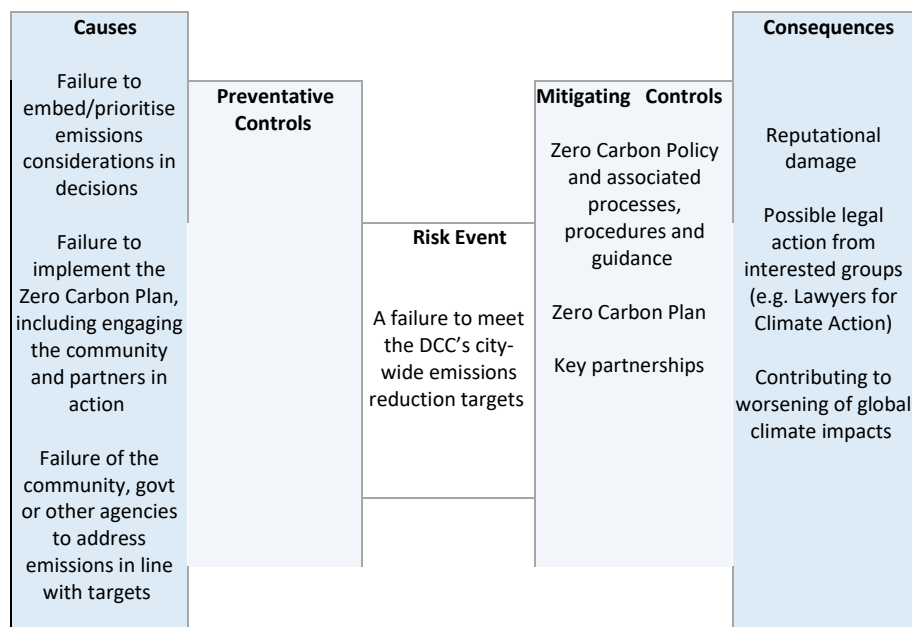 Causes
Failure to
embed/prioritise
emissions
considerations in
decisions
Failure to
implement the
Zero Carbon Plan,
including engaging
the community
and partners in
action
Failure of the
community, govt
or other agencies
to address
emissions in line
with targets
Preventative
Controls
Risk Event
A failure to meet
the DCC's city-
wide emissions
reduction targets
Mitigating Controls
Zero Carbon Policy
and associated
processes,
procedures and
guidance
Zero Carbon Plan
Key partnerships
Consequences
Reputational
damage
Possible legal
action from
interested groups
(e.g. Lawyers for
Climate Action)
Contributing to
worsening of global
climate impacts